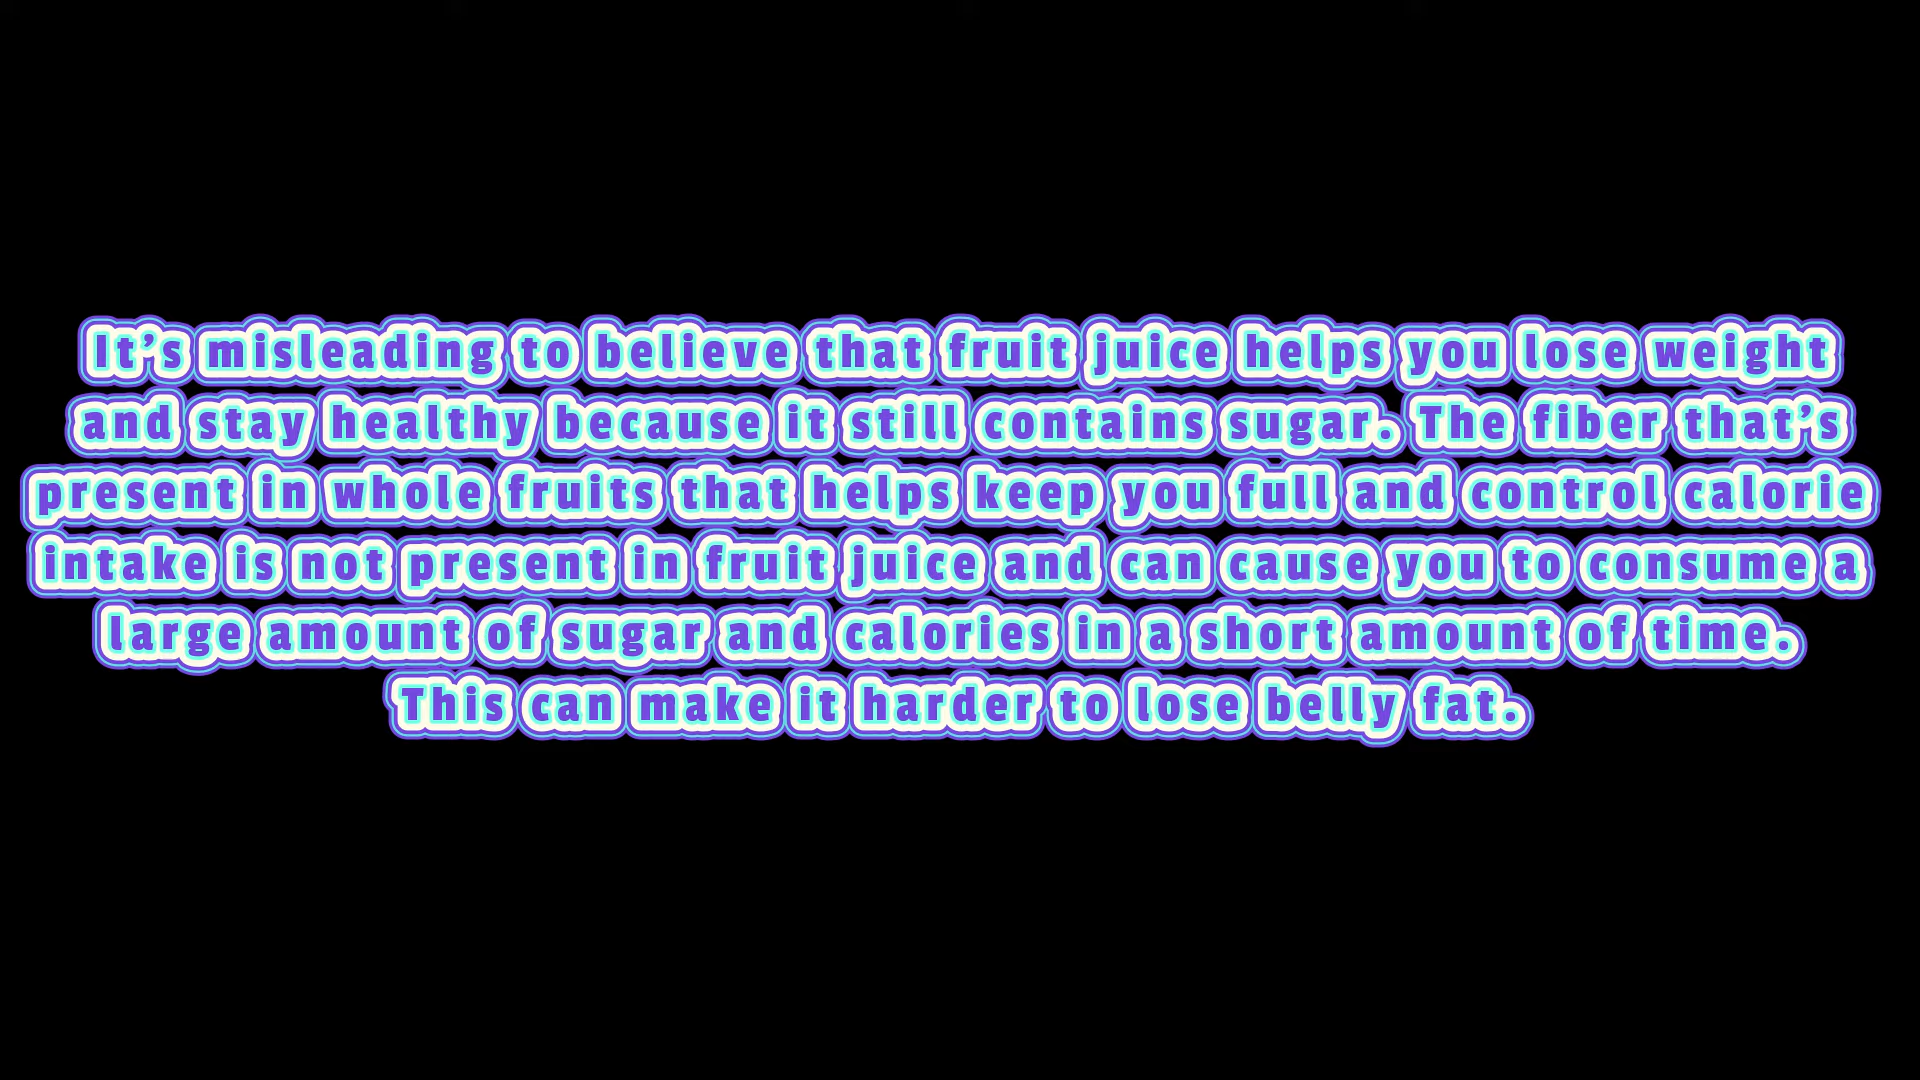 It’s misleading to believe that fruit juice helps you lose weight
and stay healthy because it still contains sugar. The fiber that’s
present in whole fruits that helps keep you full and control calorie
intake is not present in fruit juice and can cause you to consume a
large amount of sugar and calories in a short amount of time.
This can make it harder to lose belly fat.